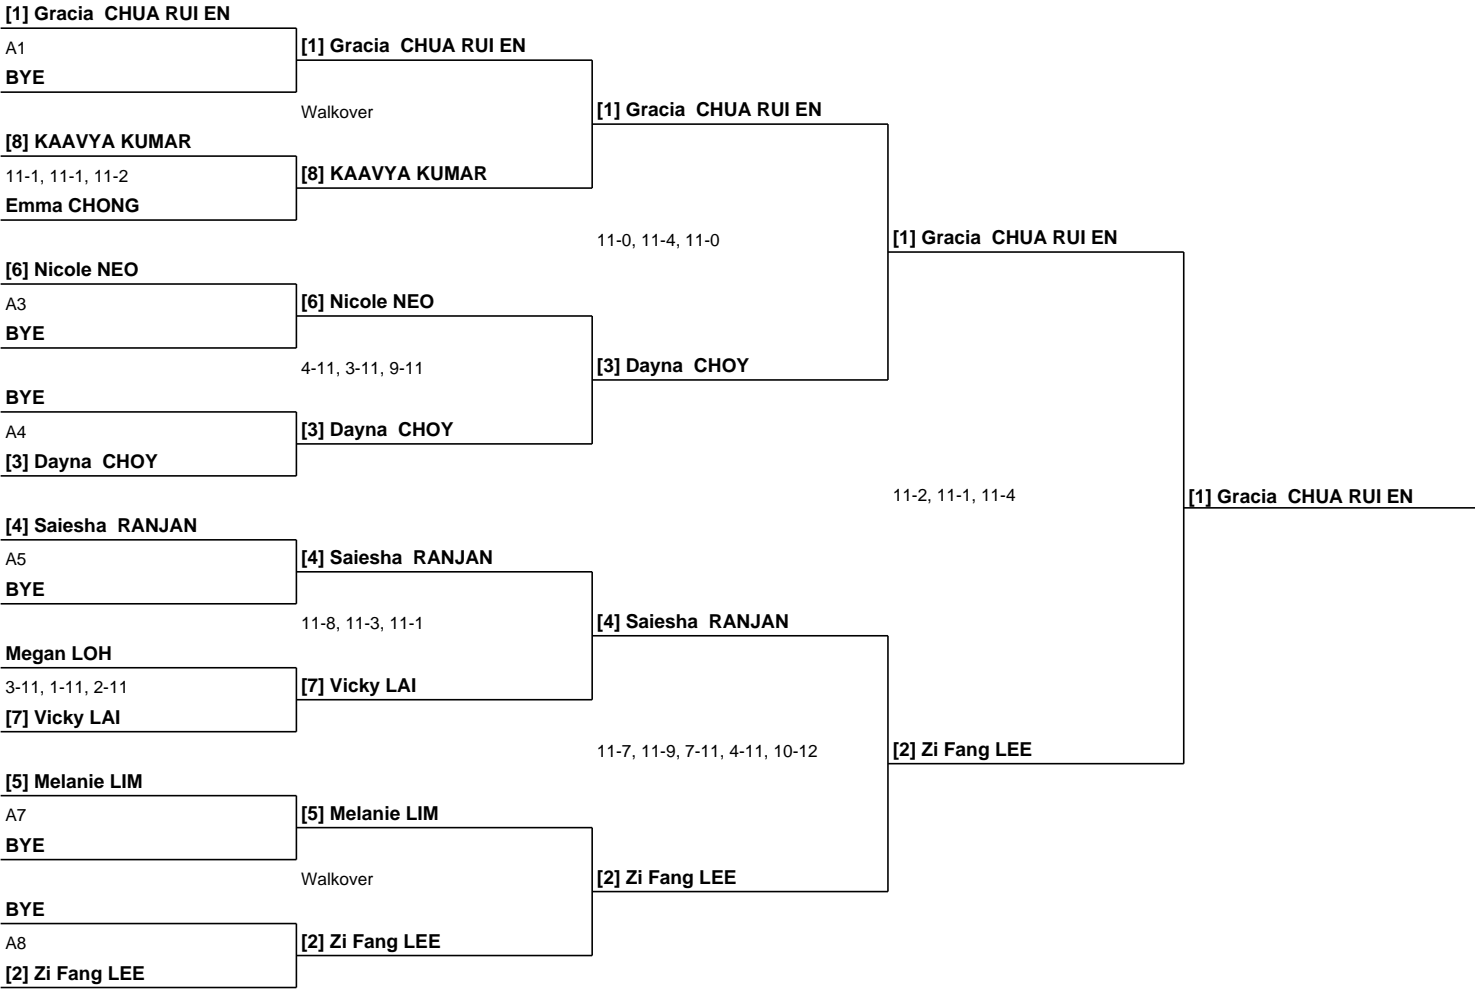 [1] Gracia  CHUA RUI EN
A1
BYE
[8] KAAVYA KUMAR
11-1, 11-1, 11-2
Emma CHONG
[6] Nicole NEO
A3
BYE
BYE
A4
[3] Dayna  CHOY
[4] Saiesha  RANJAN
A5
BYE
Megan LOH
3-11, 1-11, 2-11
[7] Vicky LAI
[5] Melanie LIM
A7
BYE
BYE
A8
[2] Zi Fang LEE
[1] Gracia  CHUA RUI EN
Walkover
[8] KAAVYA KUMAR
[6] Nicole NEO
4-11, 3-11, 9-11
[3] Dayna  CHOY
[4] Saiesha  RANJAN
11-8, 11-3, 11-1
[7] Vicky LAI
[5] Melanie LIM
Walkover
[2] Zi Fang LEE
[1] Gracia  CHUA RUI EN
11-0, 11-4, 11-0
[3] Dayna  CHOY
[4] Saiesha  RANJAN
11-7, 11-9, 7-11, 4-11, 10-12
[2] Zi Fang LEE
[1] Gracia  CHUA RUI EN
11-2, 11-1, 11-4
[2] Zi Fang LEE
[1] Gracia  CHUA RUI EN